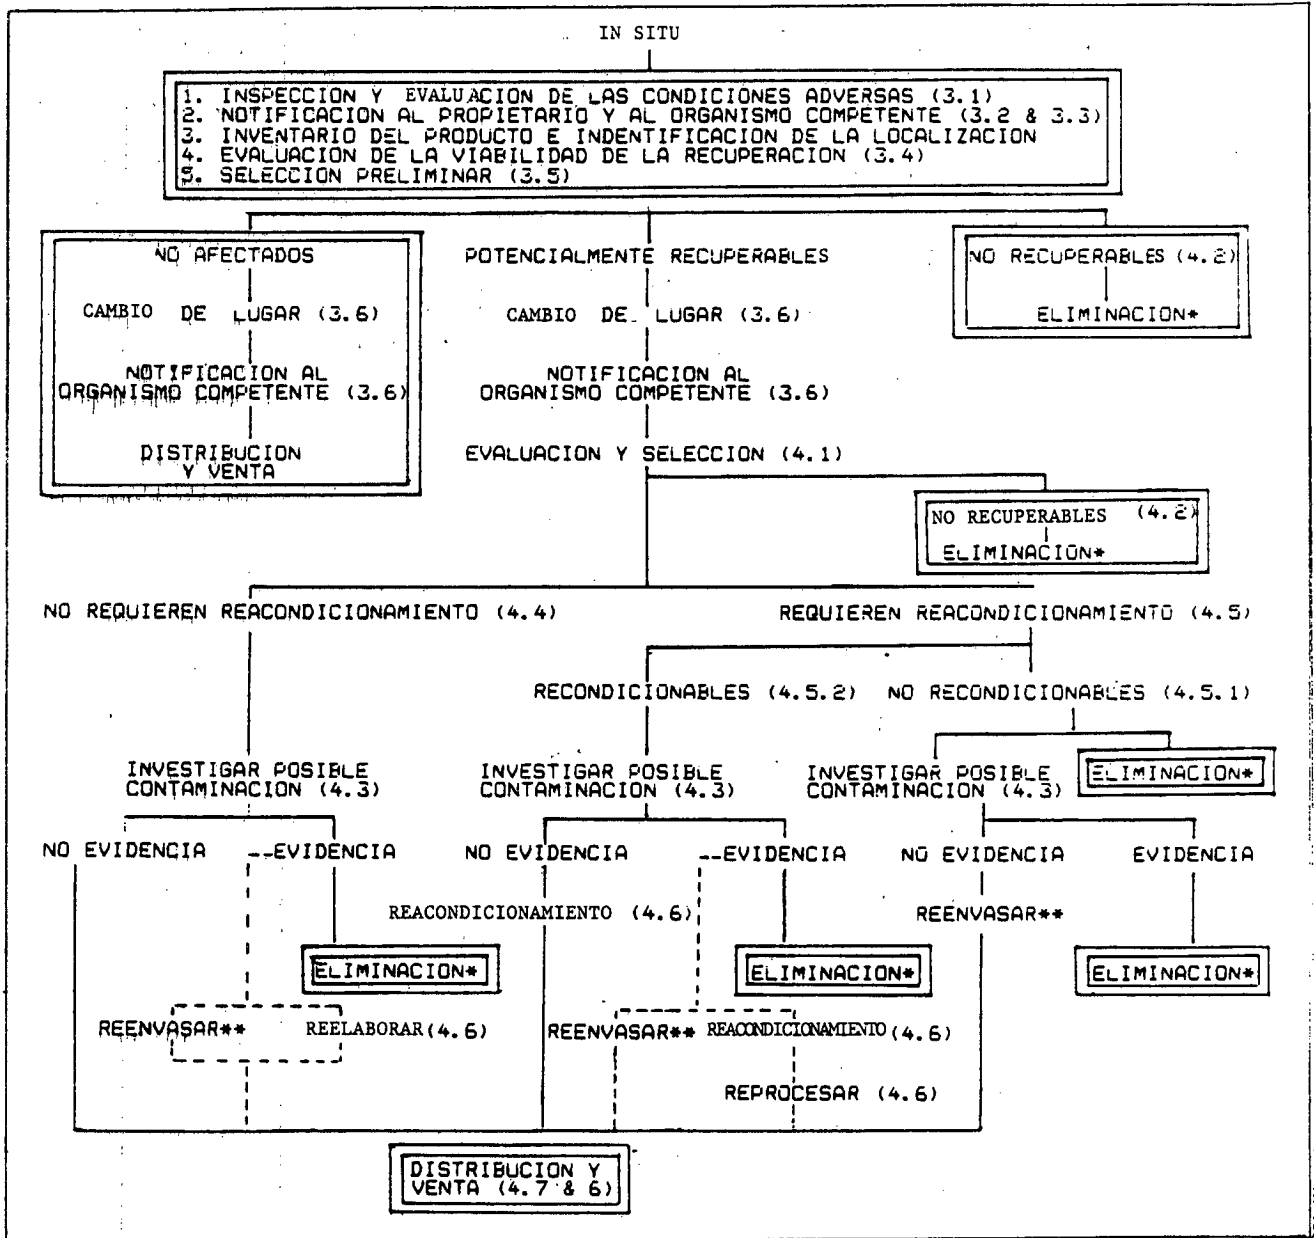 IN SITU
1. INSPECCION Y EVALUACION DE LAS CONDICIONES ADVERSAS (3.1)
2. NOTIFICACION AL PROPIETARIO Y AL ORGANISMO COMPETENTE (3.2 & 3.3)
3. INVENTARIO DEL PRODUCTO E INDENTIFICACION DE LA LOCALIZACION
4. EVALUACION DE LA VIABILIDAD DE LA RECUPERACION (3.4)
5. SELECCION PRELIMINAR (3.5)
NO AFECTADOS
CAMBIO DE LUGAR (3.6)
NOTIFICACION AL
ORGANISMO COMPETENTE (3.6)
DISTRIBUCION
Y VENTA
POTENCIALMENTE RECUPERABLES
CAMBIO DE LUGAR (3.6)
NOTIFICACION AL
ORGANISMO COMPETENTE (3.6)
EVALUACION Y SELECCION (4.1)
NO RECUPERABLES (4.2)
ELIMINACION*
NO RECUPERABLES (4.2)
ELIMINACION*
NO REQUIEREN REACONDICIONAMIENTO (4.4)
REQUIEREN REACONDICIONAMIENTO (4.5)
RECONDICIONABLES (4.5.2)
NO RECONDICIONABLES (4.5.1)
INVESTIGAR POSIBLE
CONTAMINACION (4.3)
INVESTIGAR POSIBLE
CONTAMINACION (4.3)
INVESTIGAR POSIBLE
CONTAMINACION (4.3)
ELIMINACION*
NO EVIDENCIA
--EVIDENCIA
NO EVIDENCIA
--EVIDENCIA
NO EVIDENCIA
EVIDENCIA
REACONDICIONAMIENTO (4.6)
REENVASAR**
ELIMINACION*
ELIMINACION*
ELIMINACION*
REENVASAR**
REELABORAR (4.6)
REENVASAR**
REACONDICIONAMIENTO (4.6)
REPROCESAR (4.6)
DISTRIBUCION Y
VENTA (4.7 & 6)